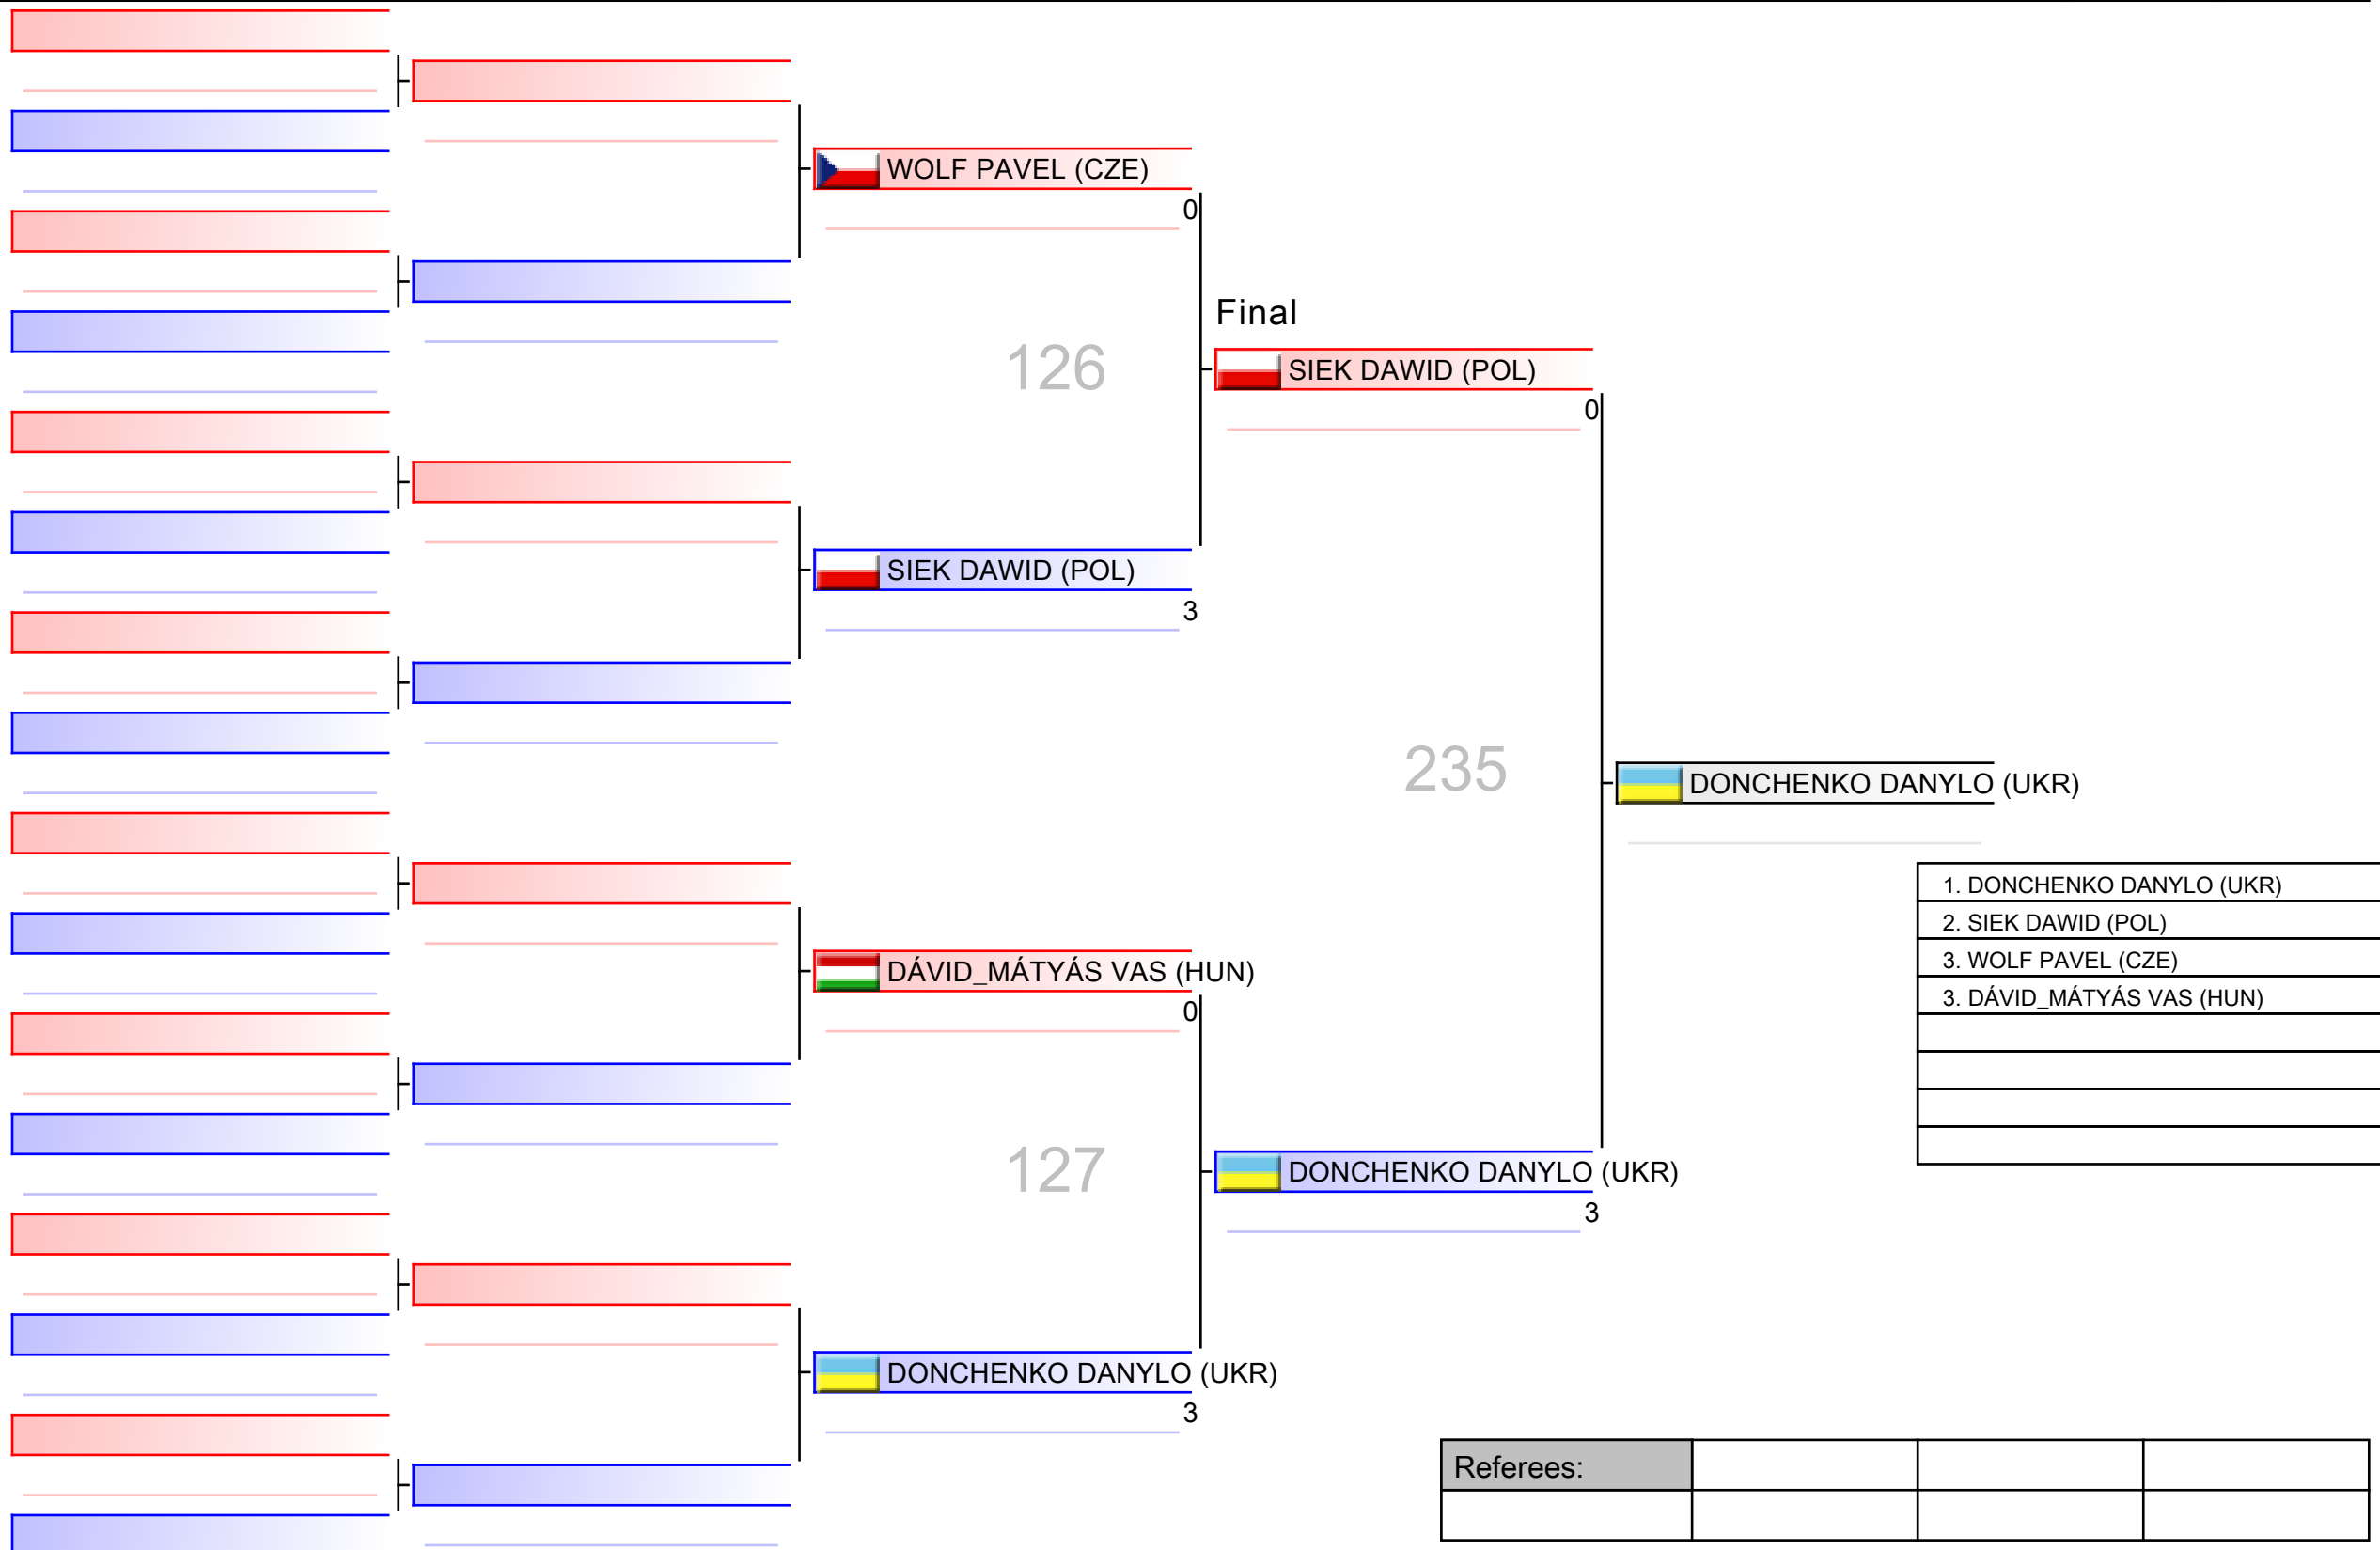 WOLF PAVEL (CZE)
0
126
SIEK DAWID (POL)
3
Final
SIEK DAWID (POL)
0
235
DONCHENKO DANYLO (UKR)
1. DONCHENKO DANYLO (UKR)
2. SIEK DAWID (POL)
3. WOLF PAVEL (CZE)
3. DÁVID_MÁTYÁS VAS (HUN)
DÁVID_MÁTYÁS VAS (HUN)
0
127
DONCHENKO DANYLO (UKR)
3
DONCHENKO DANYLO (UKR)
3
Referees: